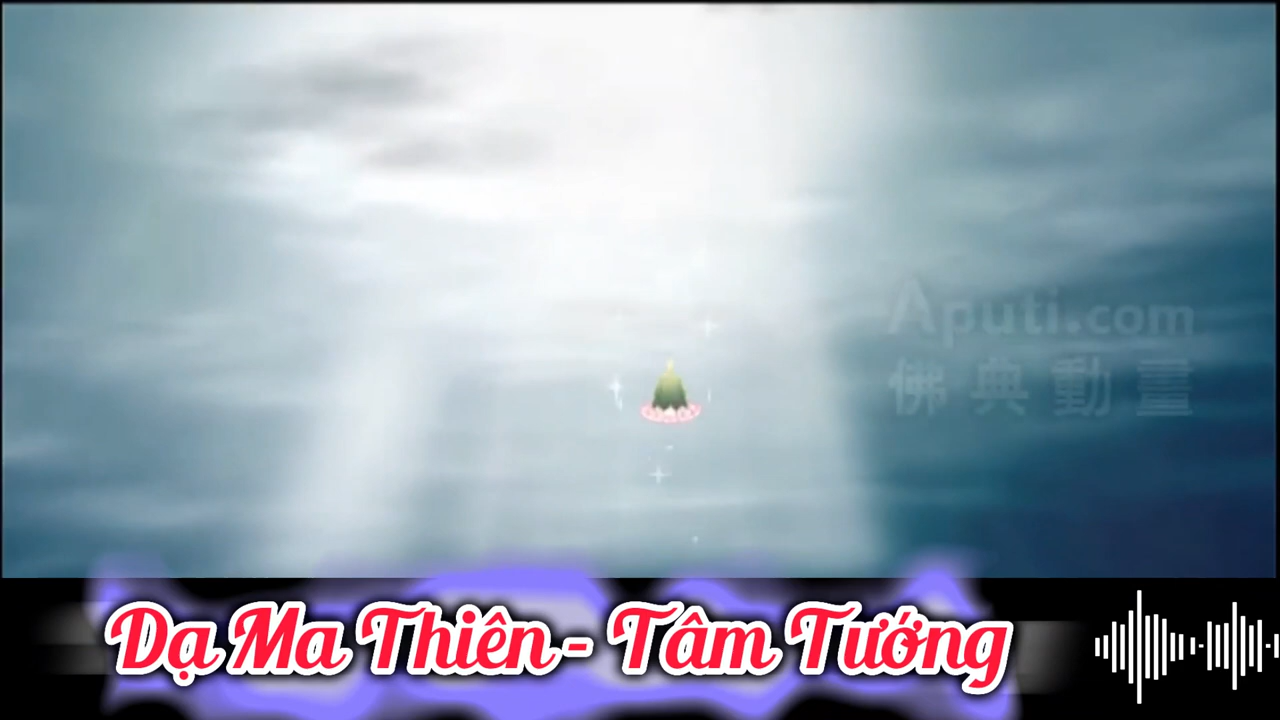 Aputi.com
佛典動畫
Dạ Ma Thiên - Tâm Tướng